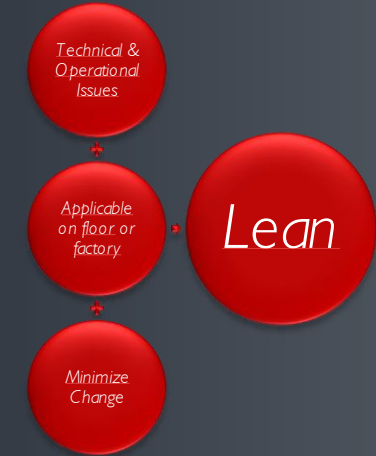 Technical &
Operational
Issues
Applicable
on floor or
factory
Lean
Minimize
Change